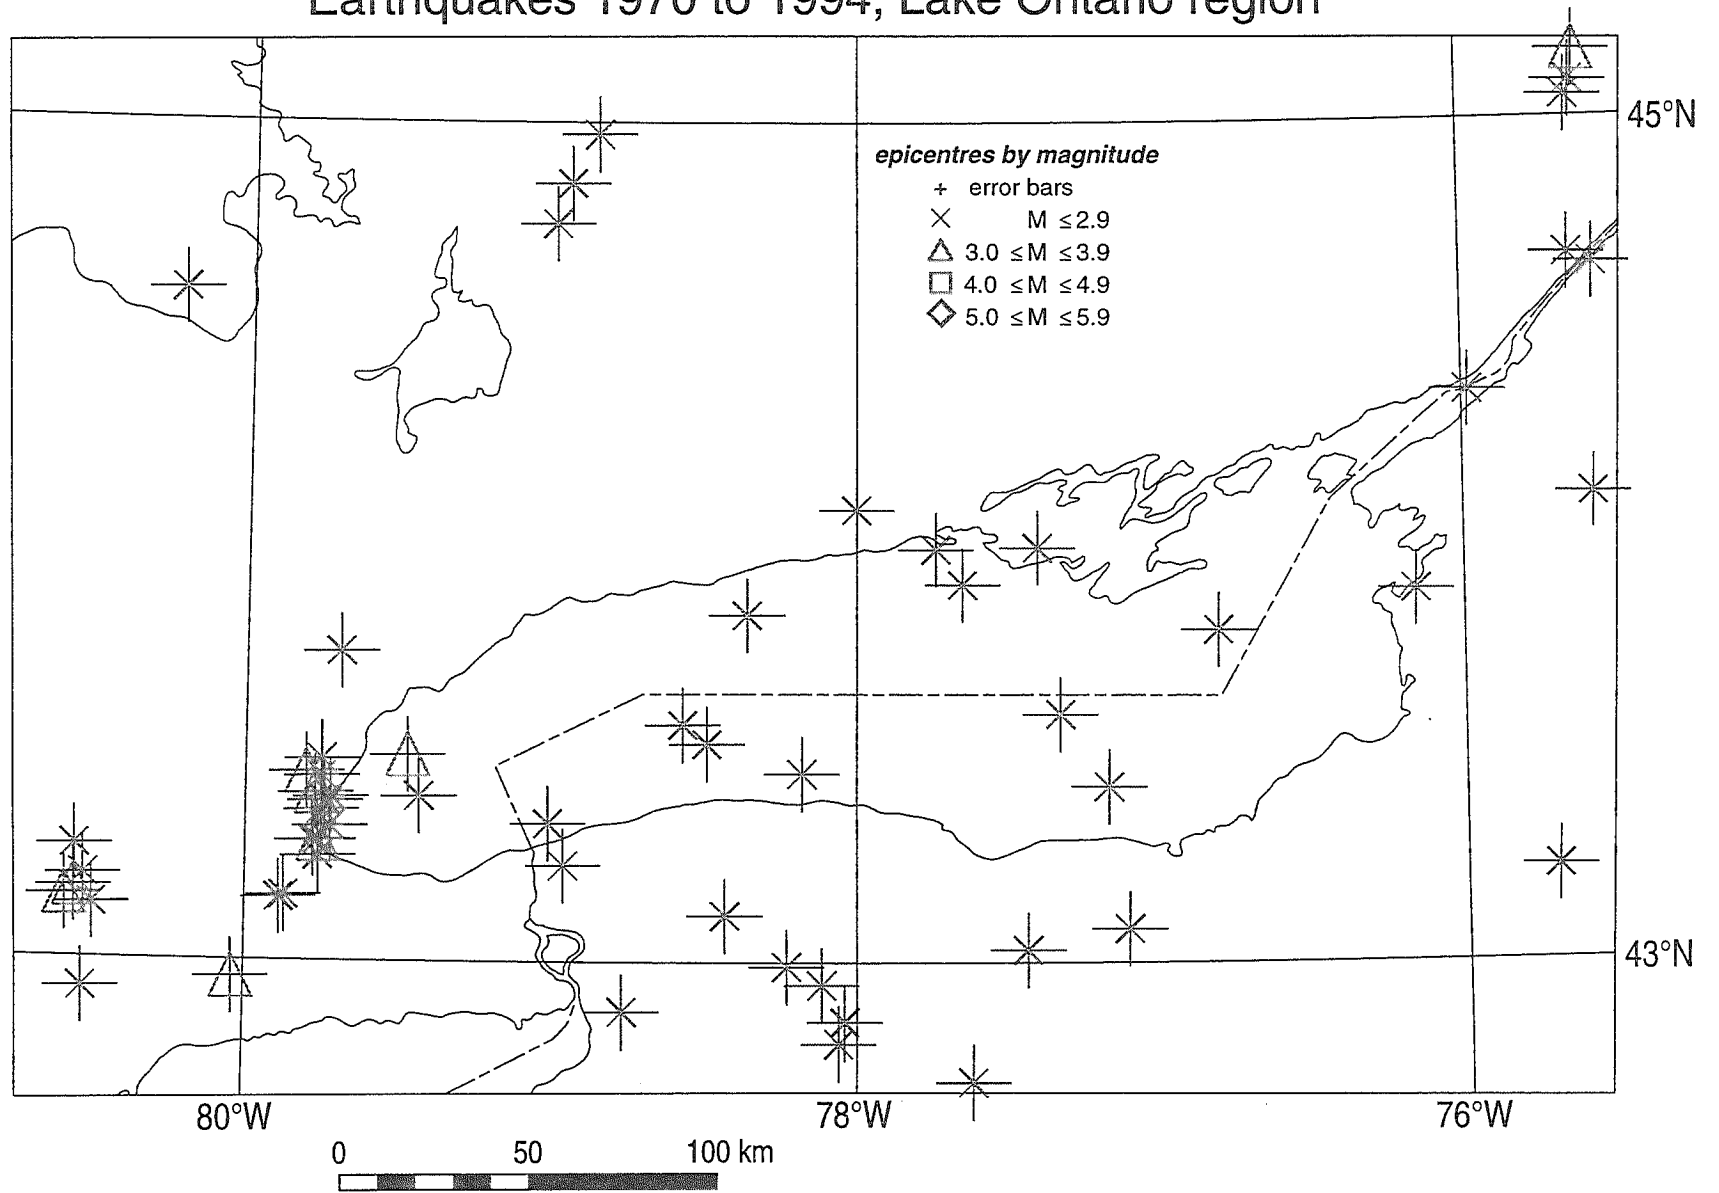 Earthquakes 1970 to 1994, Lake Ontario region
45°N
epicentres by magnitude
+ error bars
M ≤2.9
3.0 ≤M ≤3.9
4.0 ≤M ≤4.9
5.0 ≤M ≤5.9
43°N
80°W 78°W 76°W
0 50 100 km